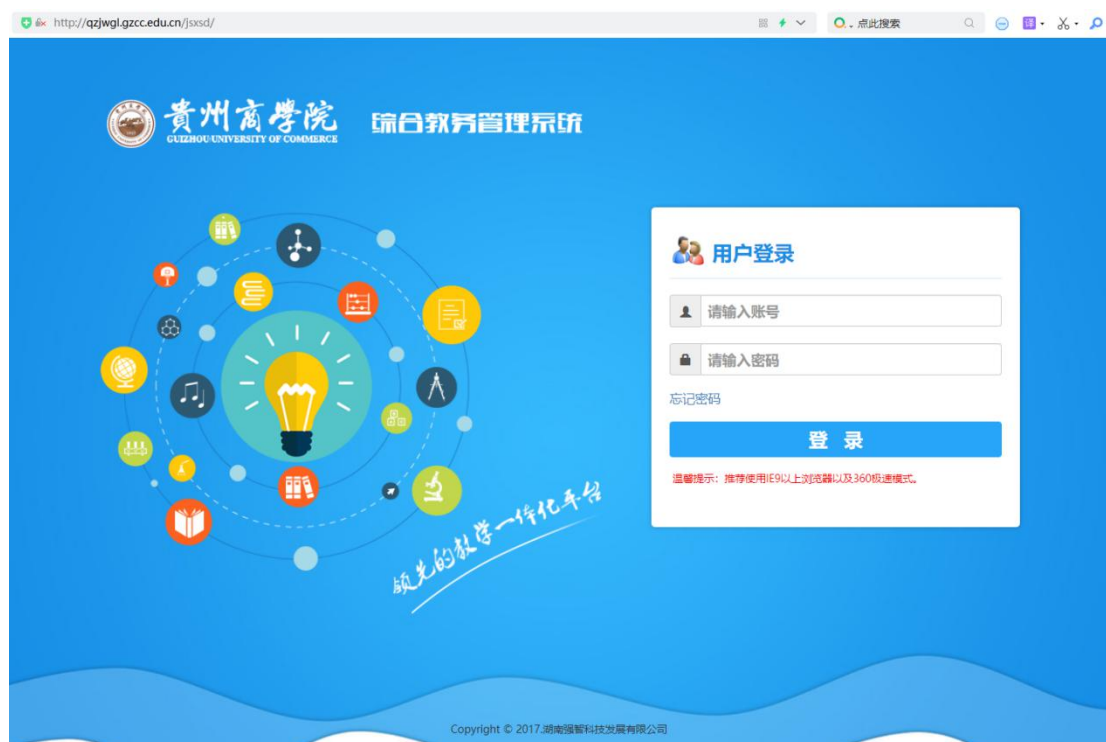 http://qzjwgl.gzcc.edu.cn/jsxsd/
点此搜索
译
貴州商學院
GUIZHOU UNIVERSITY OF COMMERCE
综合教务管理系统
用户登录
请输入账号
请输入密码
忘记密码
登 录
温馨提示：推荐使用IE9以上浏览器以及360极速模式。
领先的教学一体化平台
Copyright © 2017.湖南强智科技发展有限公司